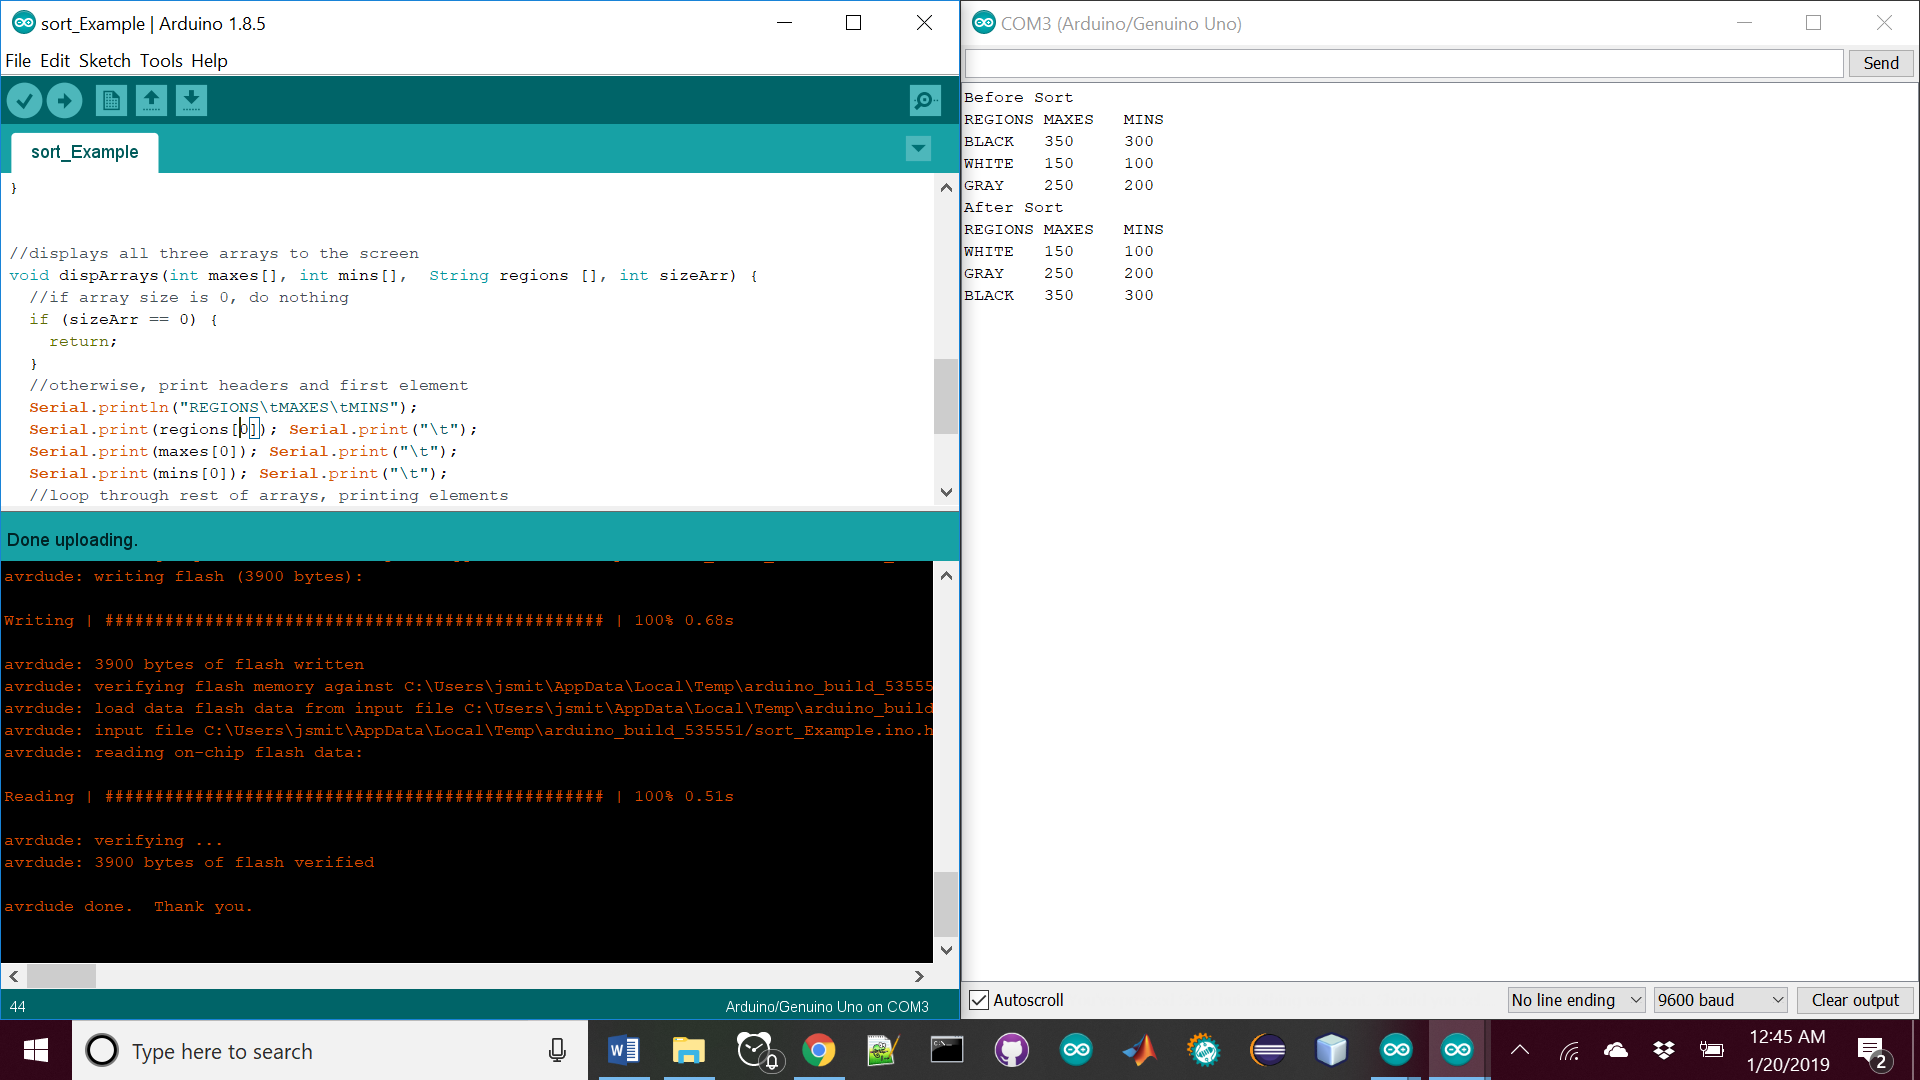 sort_Example | Arduino 1.8.5
File Edit Sketch Tools Help
sort_Example
}
//displays all three arrays to the screen
void dispArrays(int maxes[], int mins[],  String regions [], int sizeArr) {
  //if array size is 0, do nothing
  if (sizeArr == 0) {
    return;
  }
  //otherwise, print headers and first element
  Serial.println("REGIONS\tMAXES\tMINS");
  Serial.print(regions[0]); Serial.print("\t");
  Serial.print(maxes[0]); Serial.print("\t");
  Serial.print(mins[0]); Serial.print("\t");
  //loop through rest of arrays, printing elements
Done uploading.
avrdude: writing flash (3900 bytes):
Writing | ################################################## | 100% 0.68s
avrdude: 3900 bytes of flash written
avrdude: verifying flash memory against C:\Users\jsmit\AppData\Local\Temp\arduino_build_53555
avrdude: load data flash data from input file C:\Users\jsmit\AppData\Local\Temp\arduino_build
avrdude: input file C:\Users\jsmit\AppData\Local\Temp\arduino_build_535551/sort_Example.ino.h
avrdude: reading on-chip flash data:
Reading | ################################################## | 100% 0.51s
avrdude: verifying ...
avrdude: 3900 bytes of flash verified
avrdude done.  Thank you.
44
Arduino/Genuino Uno on COM3
COM3 (Arduino/Genuino Uno)
Send
Before Sort
REGIONS MAXES   MINS
BLACK   350     300
WHITE   150     100
GRAY    250     200
After Sort
REGIONS MAXES   MINS
WHITE   150     100
GRAY    250     200
BLACK   350     300
Autoscroll
No line ending
9600 baud
Clear output
Type here to search
12:45 AM
1/20/2019
2